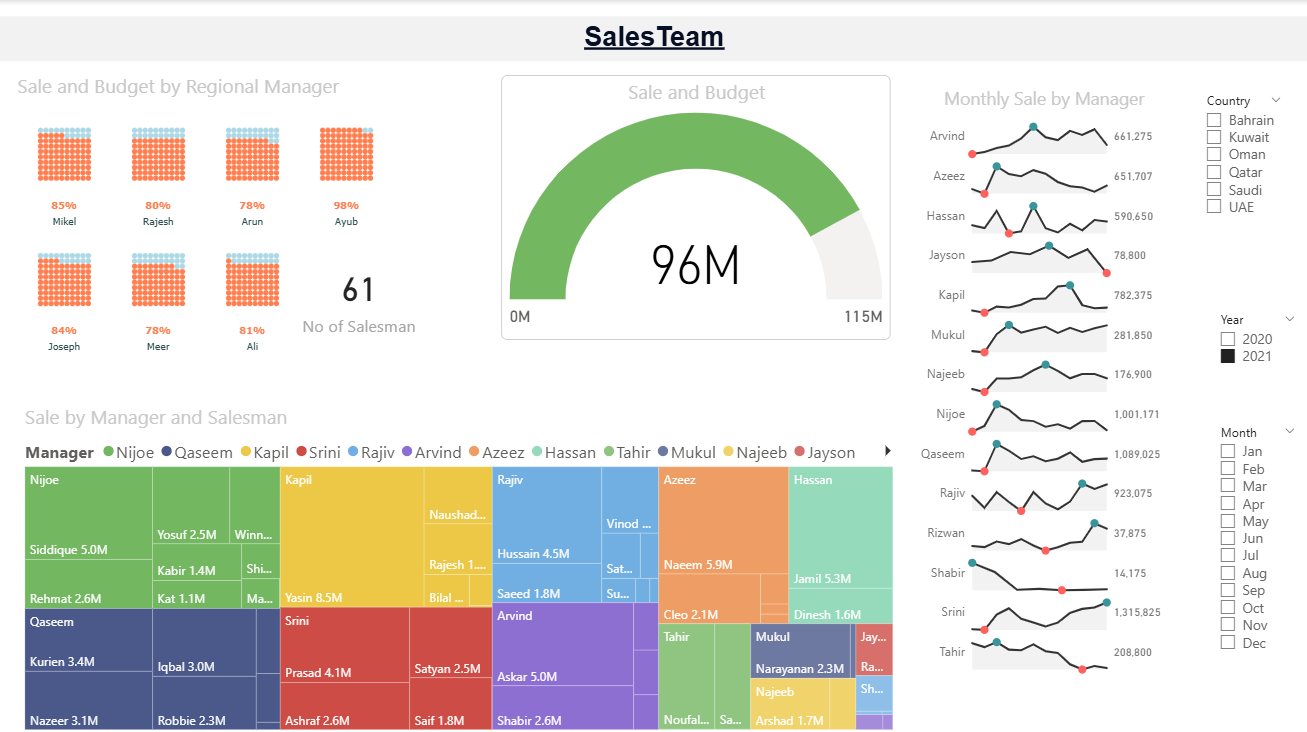 SalesTeam
Sale and Budget by Regional Manager
85% 80% 78% 98%
Mikel Rajesh Arun Ayub
84% 78% 81%
Joseph Meer Ali
61
No of Salesman
Sale and Budget
96M
0M 115M
Monthly Sale by Manager
Arvind 661,275
Azeez 651,707
Hassan 590,650
Jayson 78,800
Kapil 782,375
Mukul 281,850
Najeeb 176,900
Nijoe 1,001,171
Qaseem 1,089,025
Rajiv 923,075
Rizwan 37,875
Shabir 14,175
Srini 1,315,825
Tahir 208,800
Country
Bahrain
Kuwait
Oman
Qatar
Saudi
UAE
Year
2020
2021
Month
Jan
Feb
Mar
Apr
May
Jun
Jul
Aug
Sep
Oct
Nov
Dec
Sale by Manager and Salesman
Manager Nijoe Qaseem Kapil Srini Rajiv Arvind Azeez Hassan Tahir Mukul Najeeb Jayson
Nijoe
Siddique 5.0M
Rehmat 2.6M
Yosuf 2.5M
Winn...
Kabir 1.4M
Shi...
Kat 1.1M
Ma...
Qaseem
Kurien 3.4M
Nazeer 3.1M
Iqbal 3.0M
Robbie 2.3M
Kapil
Yasin 8.5M
Naushad...
Rajesh 1....
Bilal ...
Srini
Prasad 4.1M
Ashraf 2.6M
Satyan 2.5M
Saif 1.8M
Rajiv
Hussain 4.5M
Saeed 1.8M
Vinod ...
Sat...
Su...
Arvind
Askar 5.0M
Shabir 2.6M
Azeez
Naeem 5.9M
Cleo 2.1M
Hassan
Jamil 5.3M
Dinesh 1.6M
Tahir
Noufal...
Sa...
Mukul
Narayanan 2.3M
Najeeb
Arshad 1.7M
Jay...
Ra...
Sh...